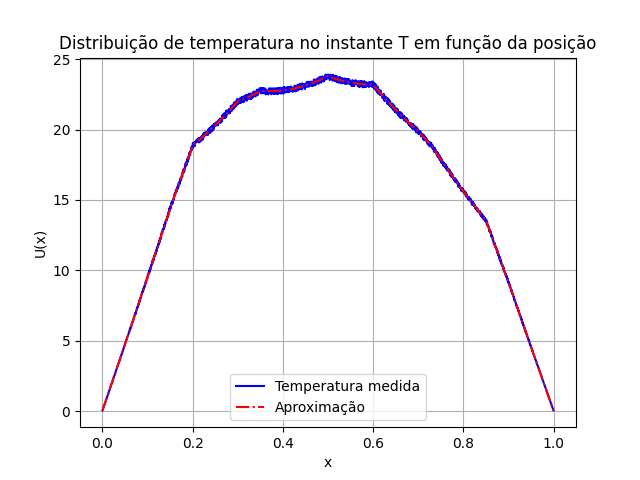 Distribuição de temperatura no instante T em função da posição
25
20
15
10
5
0
U(x)
Temperatura medida
Aproximação
0.0 0.2 0.4 0.6 0.8 1.0
x